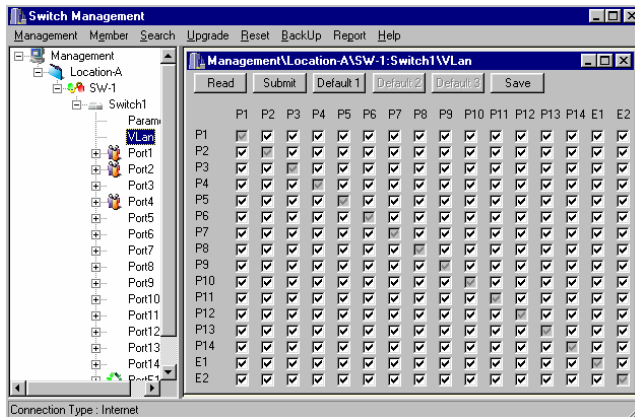 Switch Management
Management Member Search Upgrade Reset BackUp Report Help
Management
Location-A
SW-1
Switch1
VLan
Port1
Port2
Port3
Port4
Port5
Port6
Port7
Port8
Port9
Port10
Port11
Port12
Port13
Port14
PortE1
Management\Location-A\SW-1:Switch1\VLan
Read Submit Default 1 Default 2 Default 3 Save
P1 P2 P3 P4 P5 P6 P7 P8 P9 P10 P11 P12 P13 P14 E1 E2
P1
P2
P3
P4
P5
P6
P7
P8
P9
P10
P11
P12
P13
P14
E1
E2
Connection Type : Internet